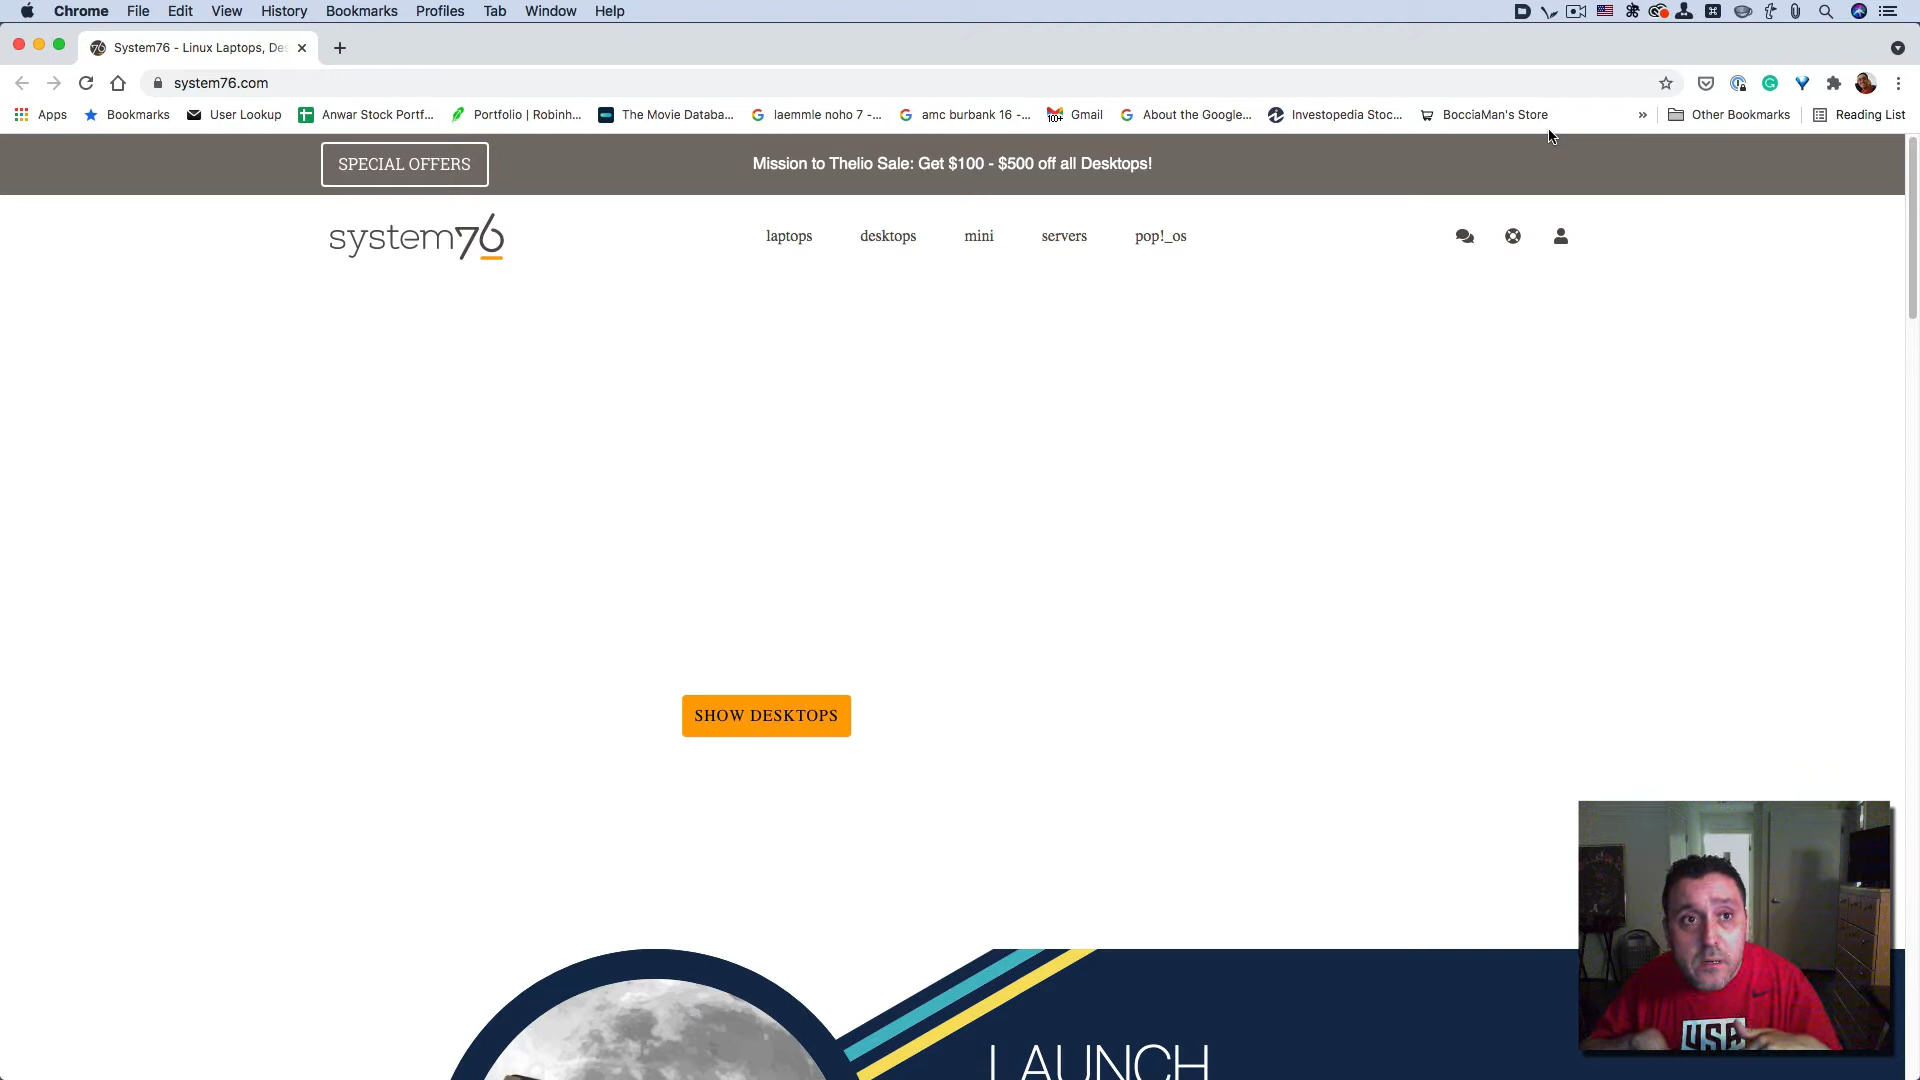 Chrome File Edit View History Bookmarks Profiles Tab Window Help
System76 - Linux Laptops, De
system76.com
Apps Bookmarks User Lookup Anwar Stock Portf... Portfolio | Robinh... The Movie Databa... laemmle noho 7 -... amc burbank 16 -... Gmail About the Google... Investopedia Stoc... BocciaMan's Store » Other Bookmarks Reading List
SPECIAL OFFERS
Mission to Thelio Sale: Get $100 - $500 off all Desktops!
system76
laptops desktops mini servers pop!_os
SHOW DESKTOPS
LAUNCH
USA